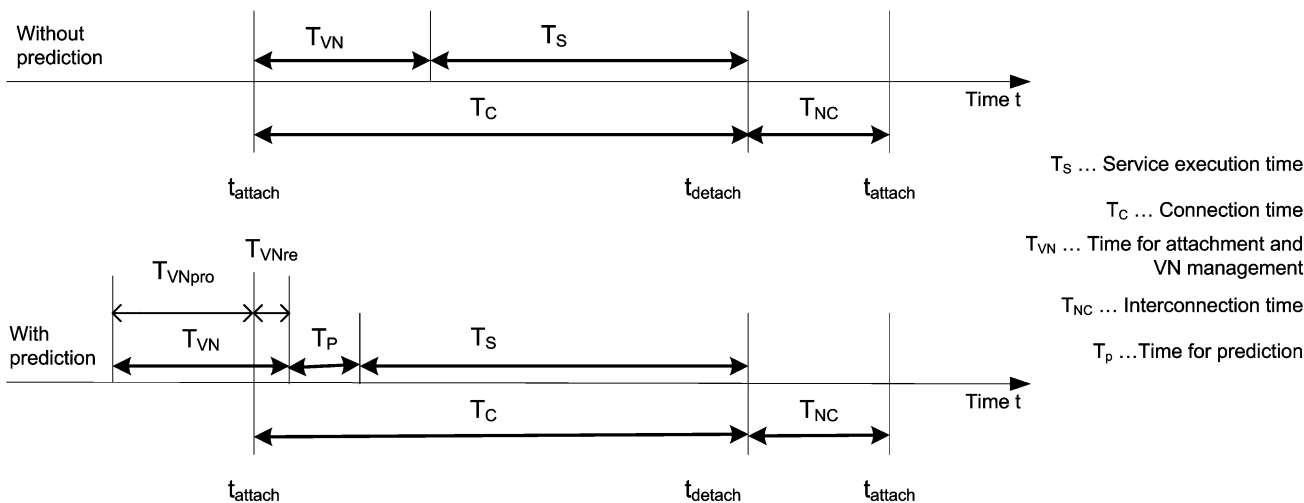 Without
prediction
T_VN
T_S
Time t
T_C
T_NC
t_attach
t_detach
t_attach
T_S … Service execution time
T_C … Connection time
T_VN … Time for attachment and
VN management
T_NC … Interconnection time
T_p …Time for prediction
T_VNpro
T_VNre
With
prediction
T_VN
T_P
T_S
Time t
T_C
T_NC
t_attach
t_detach
t_attach